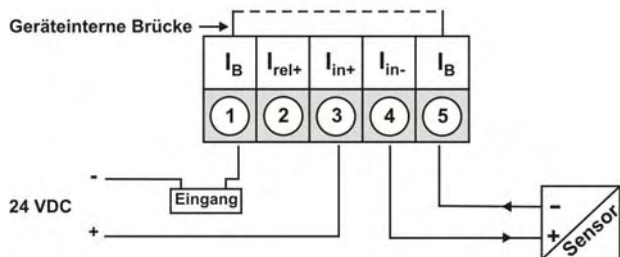 Geräteinterne Brücke
I_B I_rel+ I_in+ I_in- I_B
1 2 3 4 5
-
Eingang
24 VDC
+
-
+
Sensor